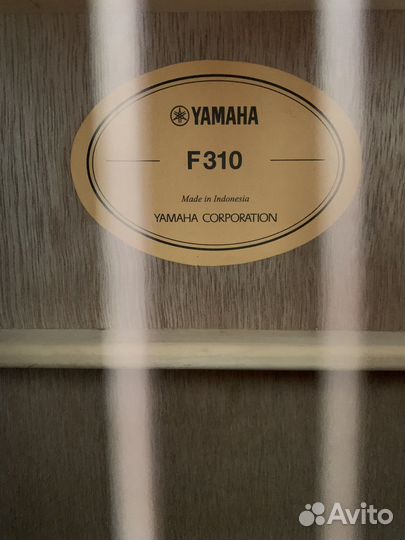 YAMAHA
F310
Made in Indonesia
YAMAHA CORPORATION
Avito